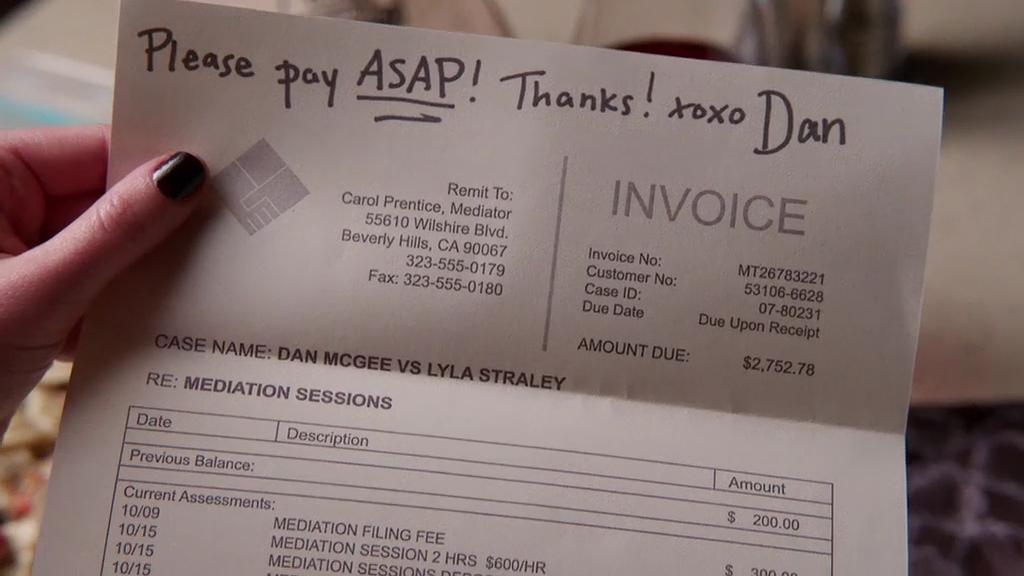 Please pay ASAP! Thanks! xoxo Dan
Remit To:
Carol Prentice, Mediator
55610 Wilshire Blvd.
Beverly Hills, CA 90067
323-555-0179
Fax: 323-555-0180
INVOICE
Invoice No: MT26783221
Customer No: 53106-6628
Case ID: 07-80231
Due Date Due Upon Receipt
AMOUNT DUE: $2,752.78
CASE NAME: DAN MCGEE VS LYLA STRALEY
RE: MEDIATION SESSIONS
Date Description Amount
Previous Balance: $ 200.00
Current Assessments:
10/09 MEDIATION FILING FEE $ 300.00
10/15 MEDIATION SESSION 2 HRS $600/HR
10/15 MEDIATION SESSIONS
10/15